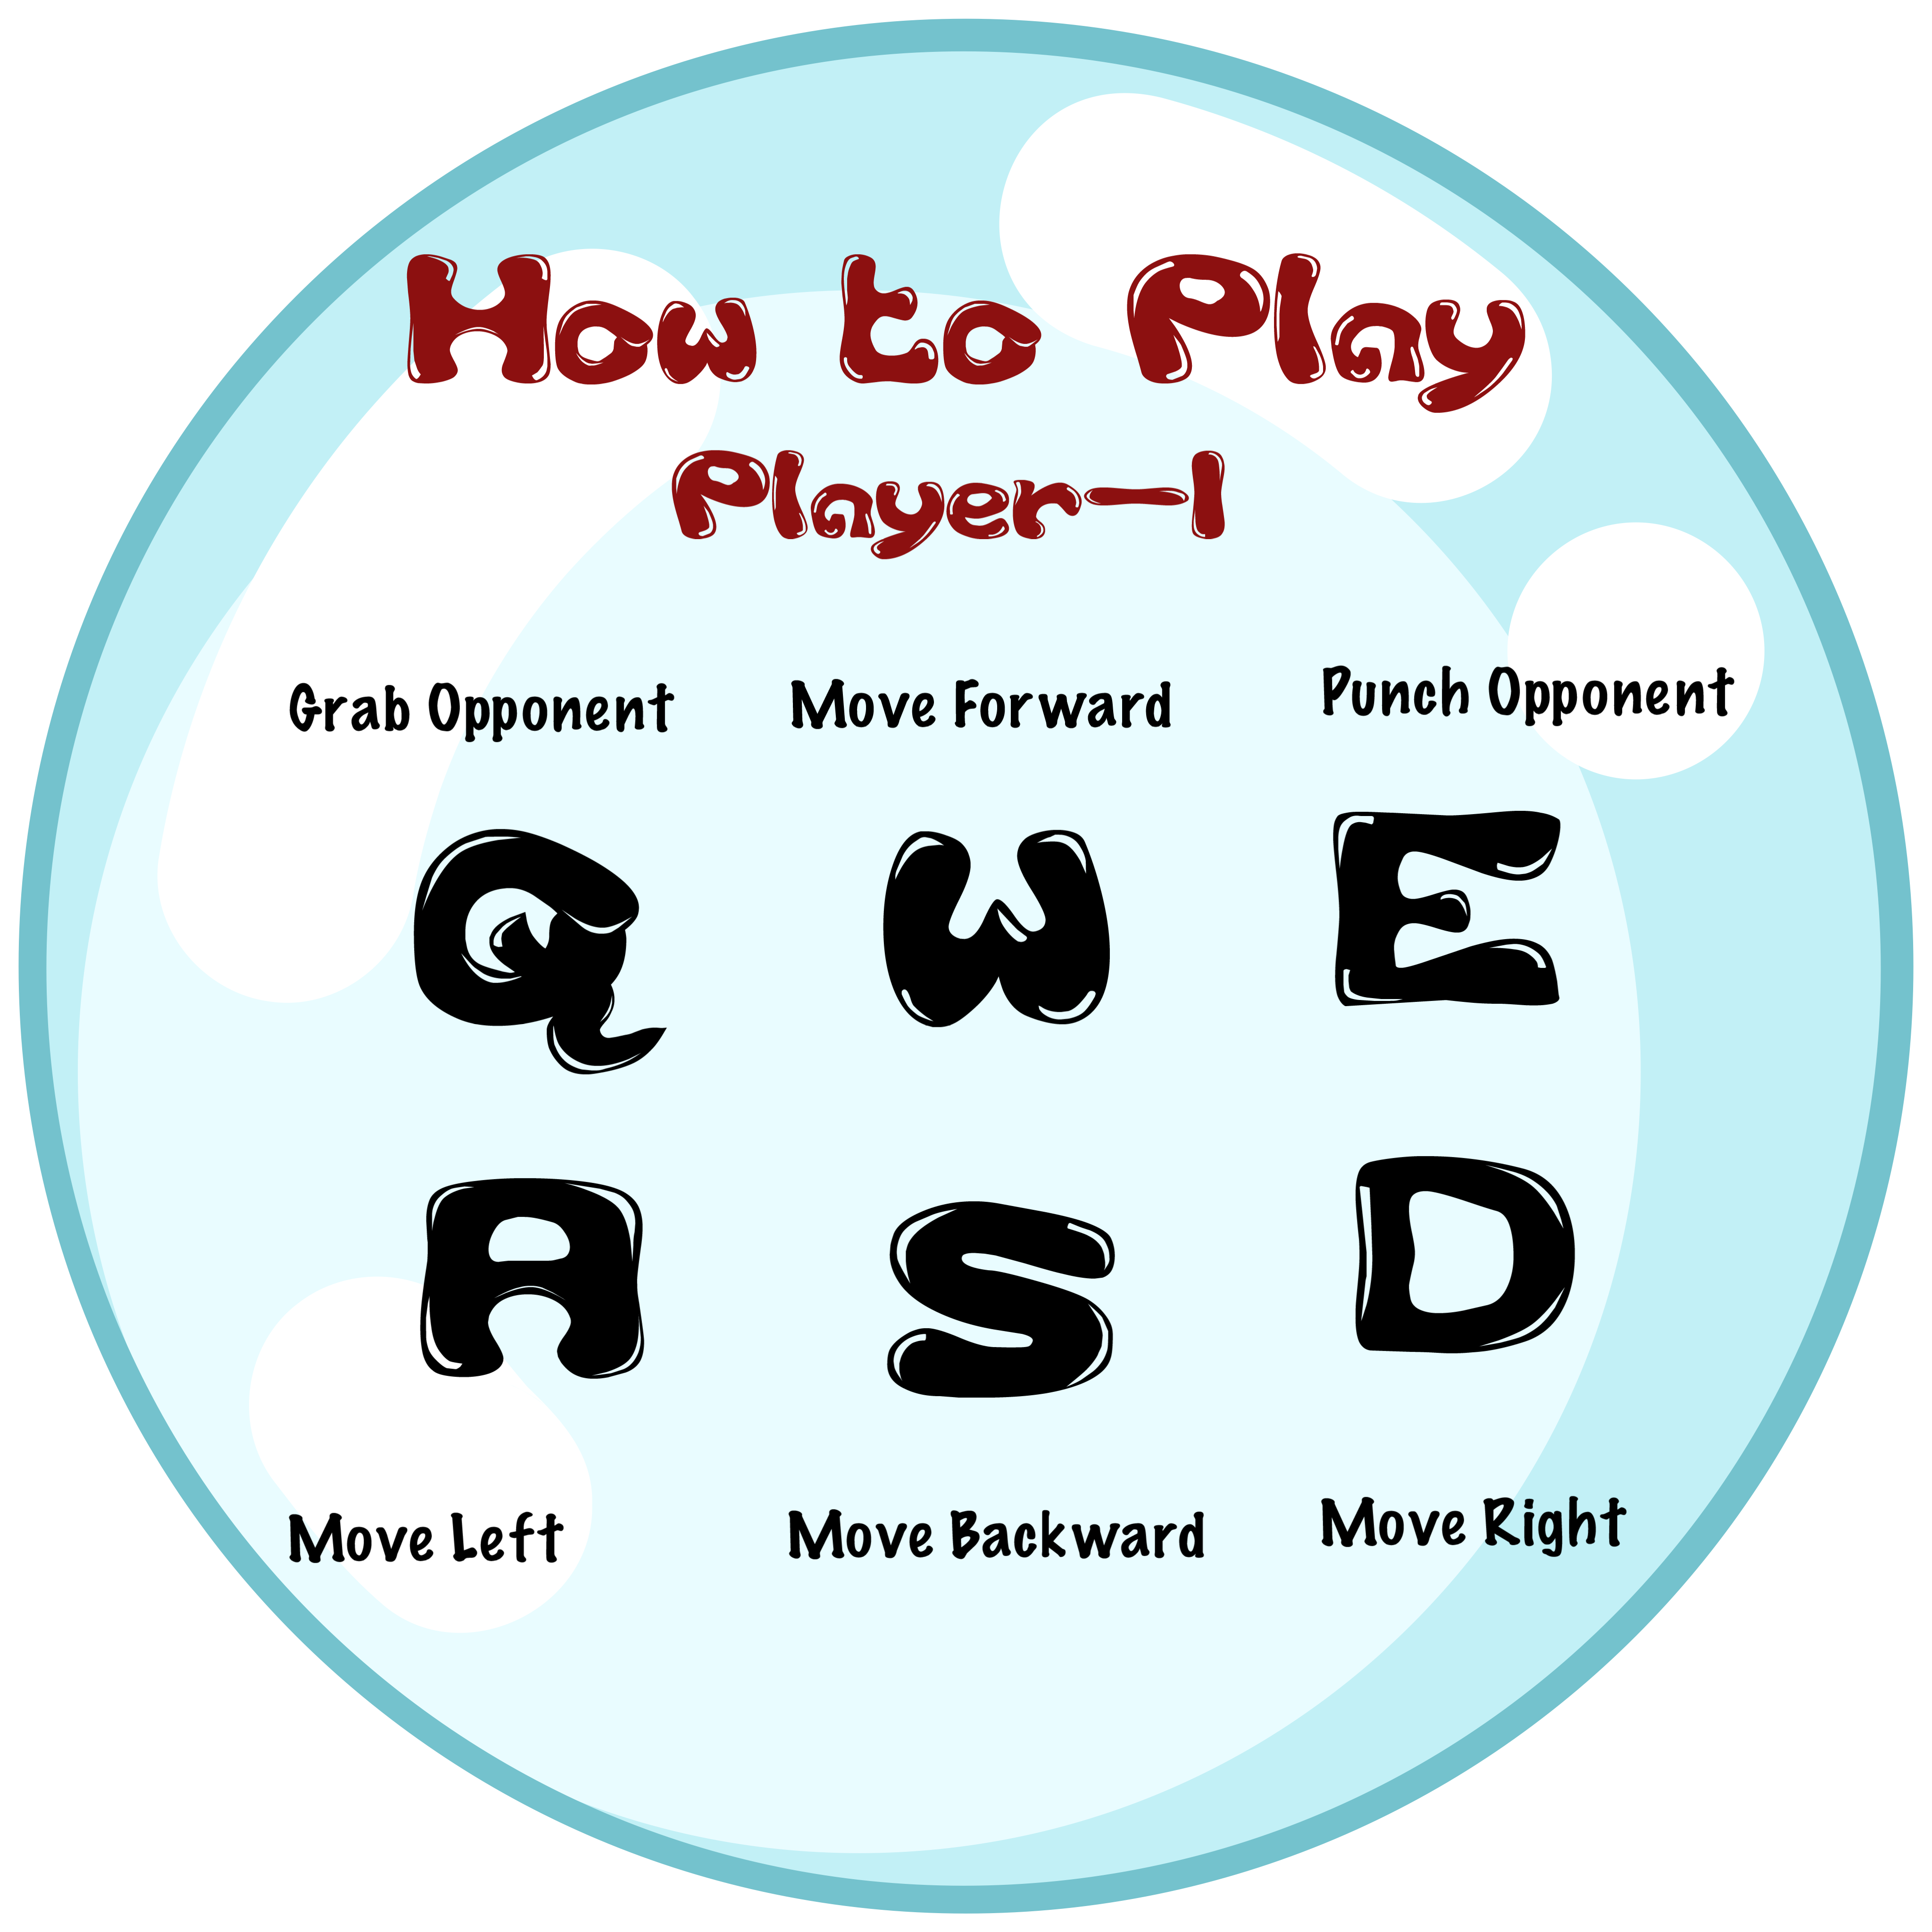 How to Play
Player-1
Grab Opponent Move Forward Punch Opponent
Q W E
A S D
Move Left Move Backward Move Right